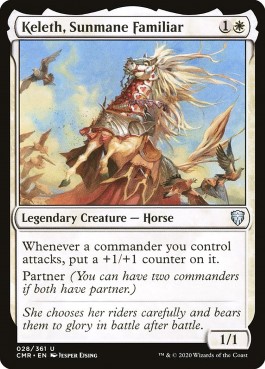 Keleth, Sunmane Familiar 1
Legendary Creature — Horse
Whenever a commander you control
attacks, put a +1/+1 counter on it.
Partner (You can have two commanders
if both have partner.)
She chooses her riders carefully and bears
them to glory in battle after battle.
1/1
028/361 U
CMR • EN Jesper Ejsing
™ & © 2020 Wizards of the Coast